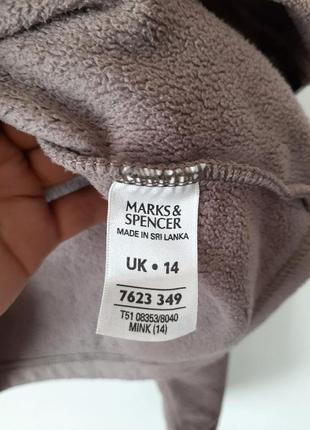 MARKS&
SPENCER
MADE IN SRI LANKA
UK • 14
7623 349
T51 08353/8040
MINK (14)